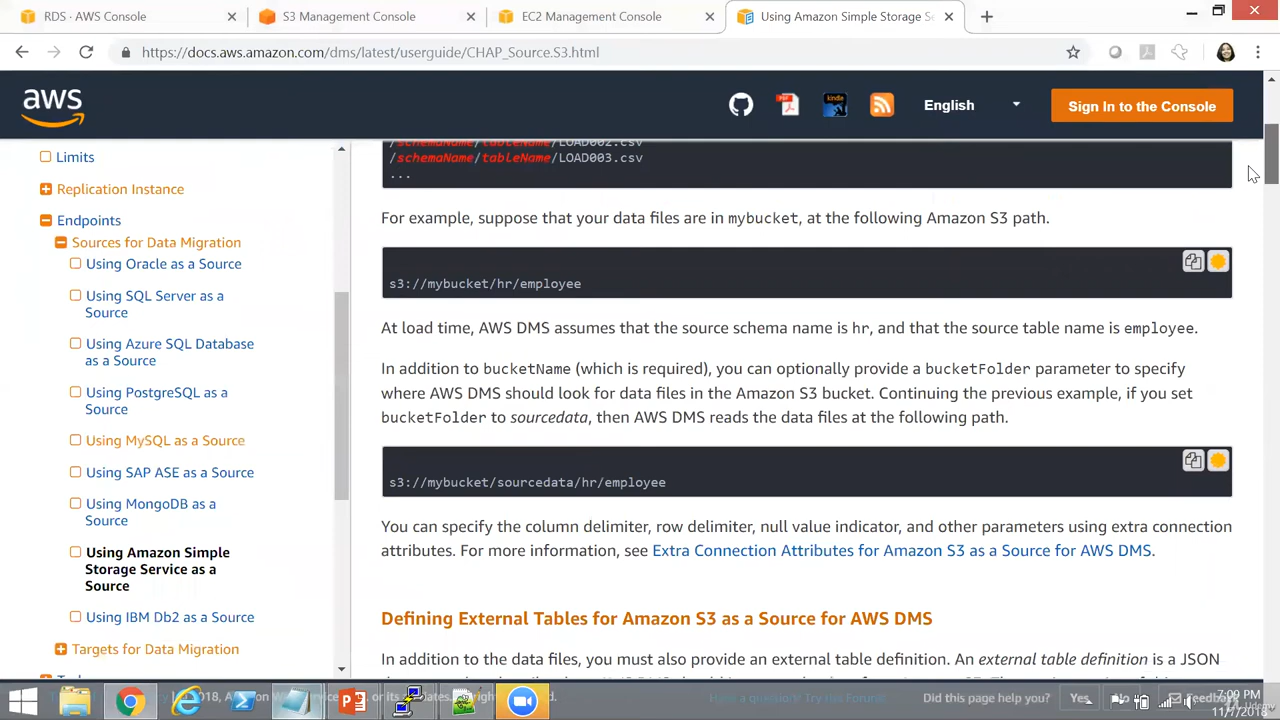 RDS · AWS Console
S3 Management Console
EC2 Management Console
Using Amazon Simple Storage Se
https://docs.aws.amazon.com/dms/latest/userguide/CHAP_Source.S3.html
aws
PDF
kindle
English
Sign In to the Console
Limits
Replication Instance
Endpoints
Sources for Data Migration
Using Oracle as a Source
Using SQL Server as a
Source
Using Azure SQL Database
as a Source
Using PostgreSQL as a
Source
Using MySQL as a Source
Using SAP ASE as a Source
Using MongoDB as a
Source
Using Amazon Simple
Storage Service as a
Source
Using IBM Db2 as a Source
Targets for Data Migration
/schemaName/tableName/LOAD002.csv
/schemaName/tableName/LOAD003.csv
...
For example, suppose that your data files are in mybucket, at the following Amazon S3 path.
s3://mybucket/hr/employee
At load time, AWS DMS assumes that the source schema name is hr, and that the source table name is employee.
In addition to bucketName (which is required), you can optionally provide a bucketFolder parameter to specify
where AWS DMS should look for data files in the Amazon S3 bucket. Continuing the previous example, if you set
bucketFolder to sourcedata, then AWS DMS reads the data files at the following path.
s3://mybucket/sourcedata/hr/employee
You can specify the column delimiter, row delimiter, null value indicator, and other parameters using extra connection
attributes. For more information, see Extra Connection Attributes for Amazon S3 as a Source for AWS DMS.
Defining External Tables for Amazon S3 as a Source for AWS DMS
In addition to the data files, you must also provide an external table definition. An external table definition is a JSON
Did this page help you?
Yes
No
Feedback
7:09 PM
11/7/2018
Udemy